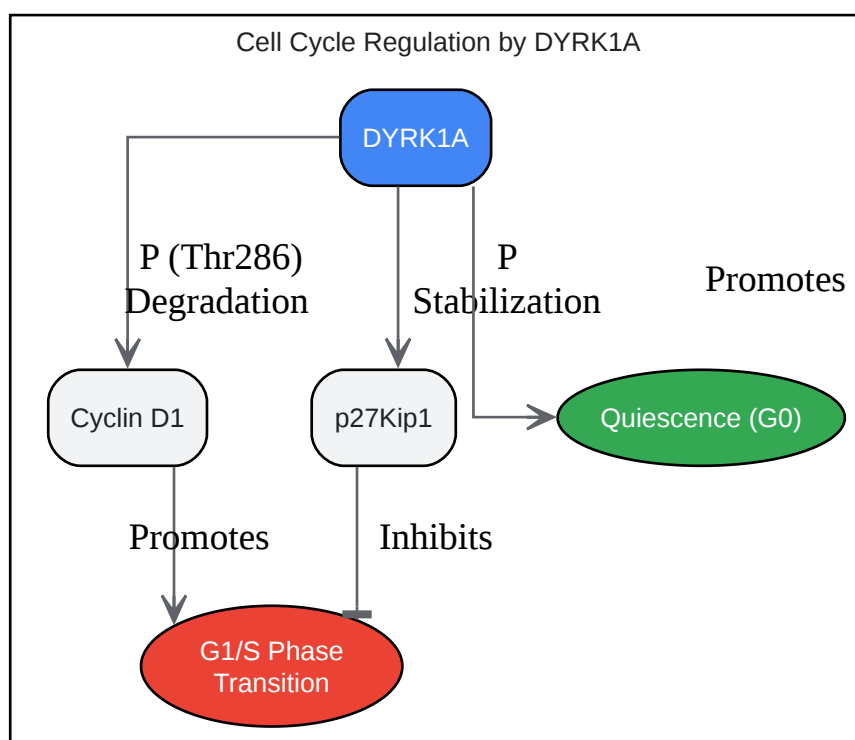 Cell Cycle Regulation by DYRK1A
DYRK1A
P (Thr286)
Degradation
P
Stabilization
Promotes
Cyclin D1
p27Kip1
Quiescence (G0)
Promotes
Inhibits
G1/S Phase
Transition